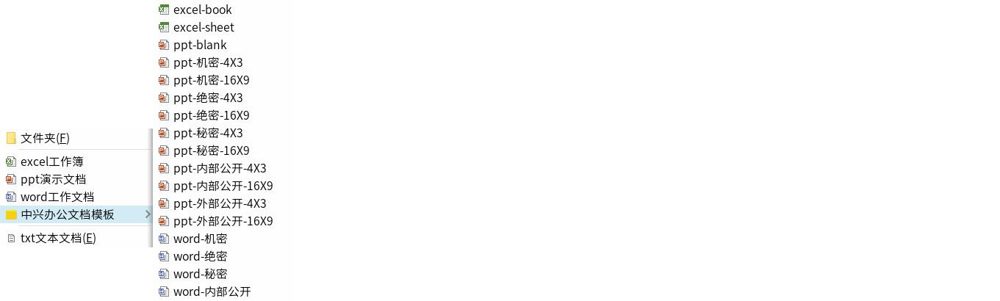 excel-book
excel-sheet
ppt-blank
ppt-机密-4X3
ppt-机密-16X9
ppt-绝密-4X3
ppt-绝密-16X9
ppt-秘密-4X3
ppt-秘密-16X9
ppt-内部公开-4X3
ppt-内部公开-16X9
ppt-外部公开-4X3
ppt-外部公开-16X9
word-机密
word-绝密
word-秘密
word-内部公开
文件夹(F)
excel工作簿
ppt演示文档
word工作文档
中兴办公文档模板
txt文本文档(E)